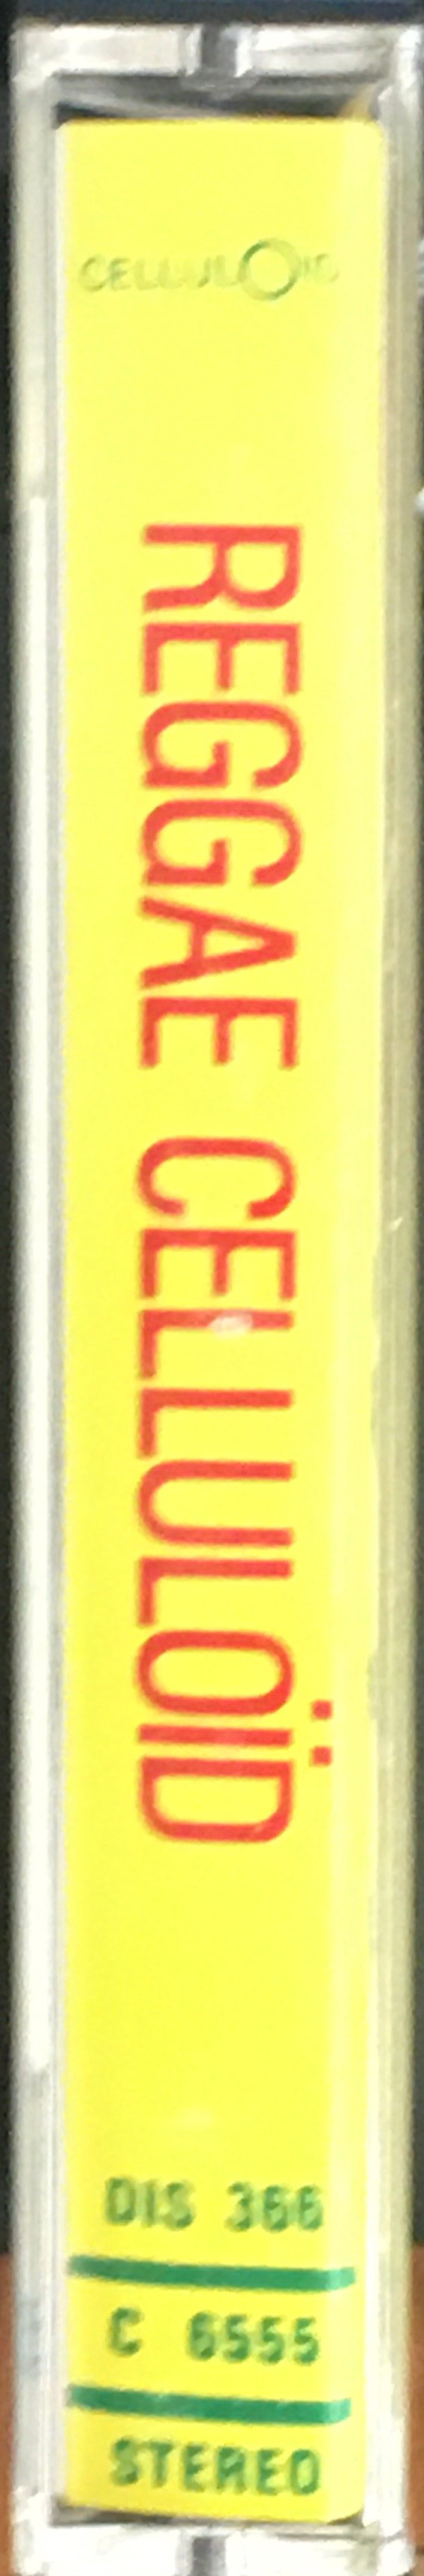 CELLULOID
REGGAE CELLULOÏD
DIS 366
C 6555
STEREO